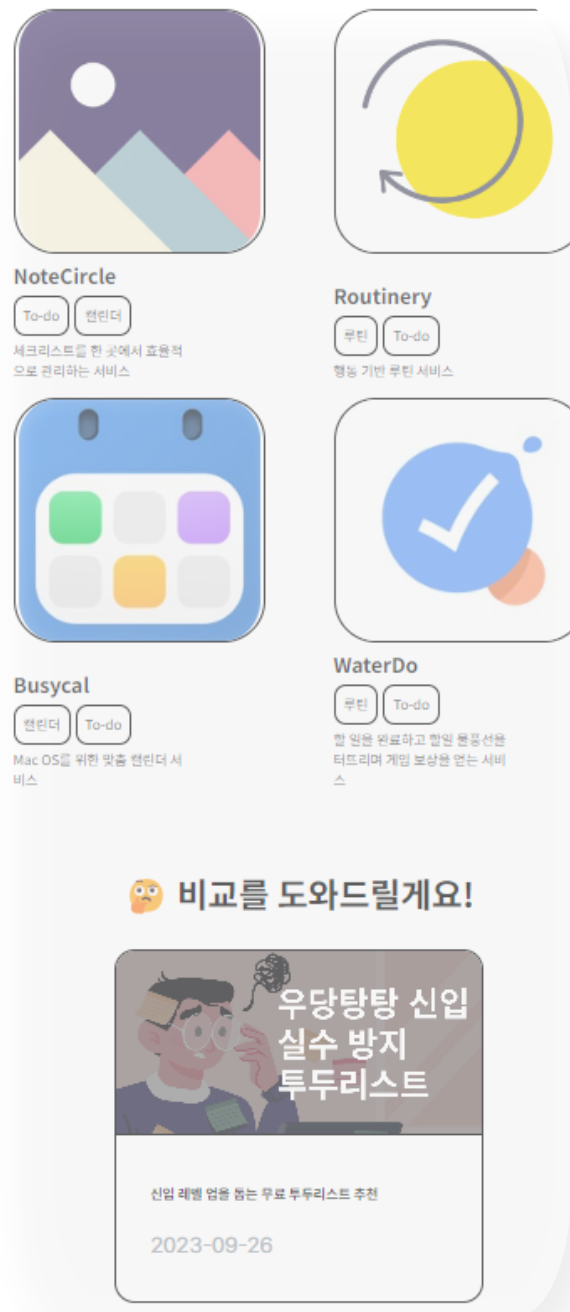 NoteCircle
To-do
캘린더
세크리스트를 한 곳에서 효율적
으로 관리하는 서비스
Routinery
루틴
To-do
행동 기반 루틴 서비스
Busycal
캘린더
To-do
Mac OS를 위한 맞춤 캘린더 서
비스
WaterDo
루틴
To-do
할 일을 완료하고 할일 물풍선을
터뜨리며 게임 보상을 얻는 서비
스
비교를 도와드릴게요!
우당탕탕 신입
실수 방지
투두리스트
신입 레벨 업을 돕는 무료 투두리스트 추천
2023-09-26